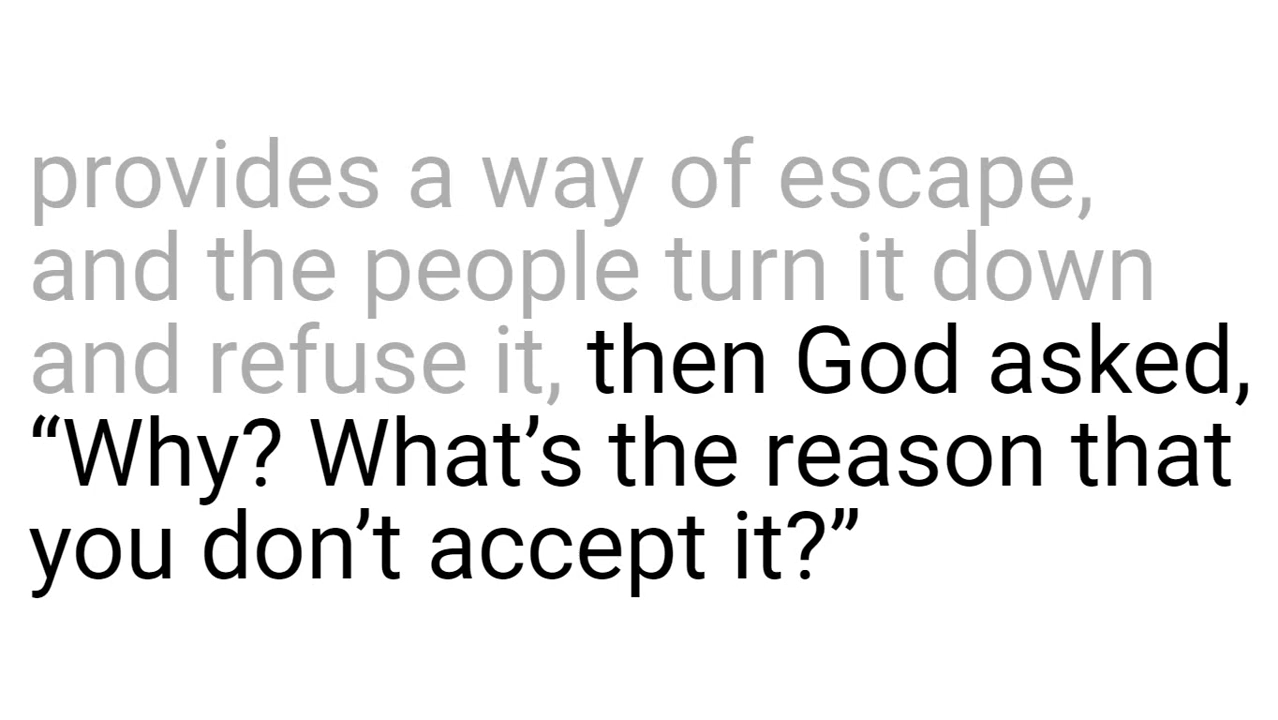 provides a way of escape,
and the people turn it down
and refuse it, then God asked,
“Why? What’s the reason that
you don’t accept it?”